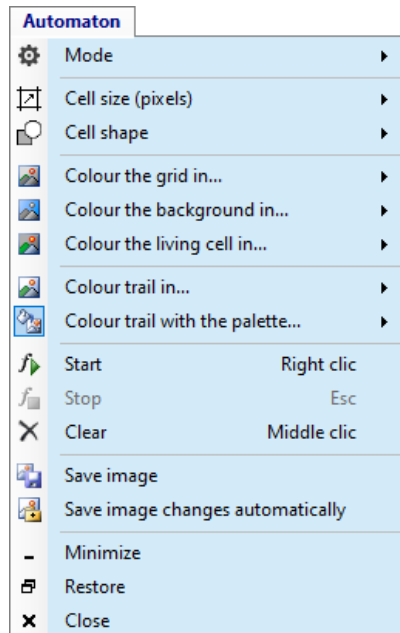 Automaton
Mode
Cell size (pixels)
Cell shape
Colour the grid in...
Colour the background in...
Colour the living cell in...
Colour trail in...
Colour trail with the palette...
Start Right clic
Stop Esc
Clear Middle clic
Save image
Save image changes automatically
Minimize
Restore
Close